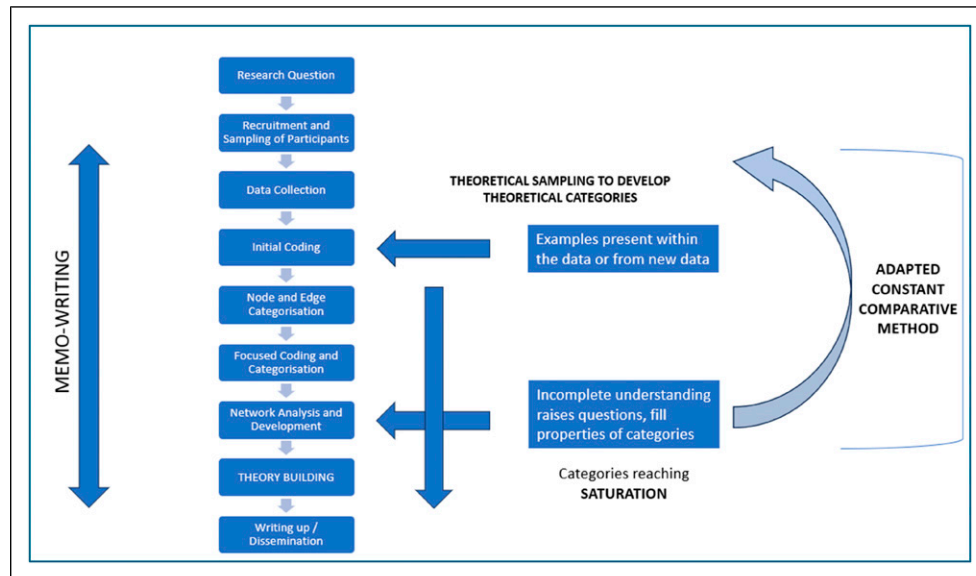 Research Question
Recruitment and
Sampling of Participants
Data Collection
Initial Coding
Node and Edge
Categorisation
Focused Coding and
Categorisation
Network Analysis and
Development
THEORY BUILDING
Writing up /
Dissemination
MEMO-WRITING
THEORETICAL SAMPLING TO DEVELOP
THEORETICAL CATEGORIES
Examples present within
the data or from new data
Incomplete understanding
raises questions, fill
properties of categories
Categories reaching
SATURATION
ADAPTED
CONSTANT
COMPARATIVE
METHOD